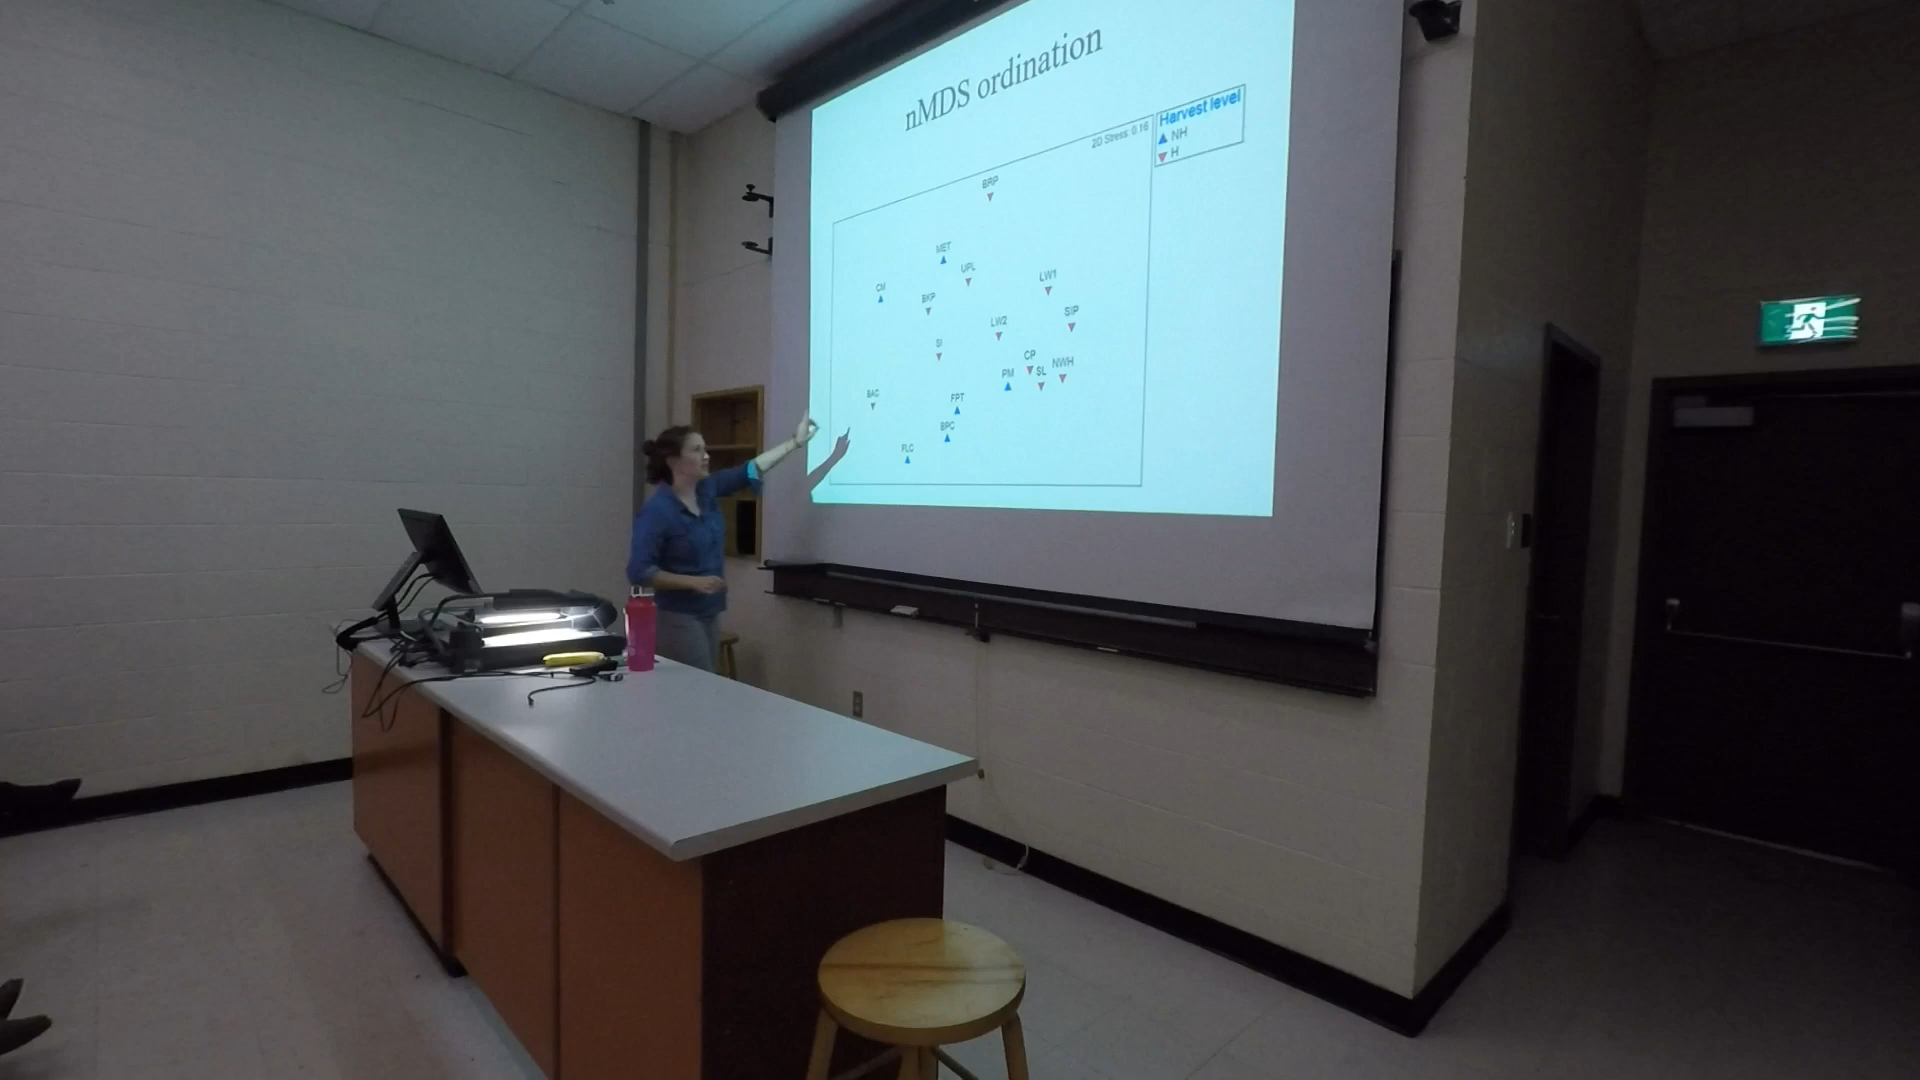 nMDS ordination
2D Stress: 0.16
Harvest level
NH
H
BRP
MET
UPL
CM
LW1
BKP
SIP
LW2
SI
CP
NWH
PM
SL
BAC
FPT
BPC
FLC